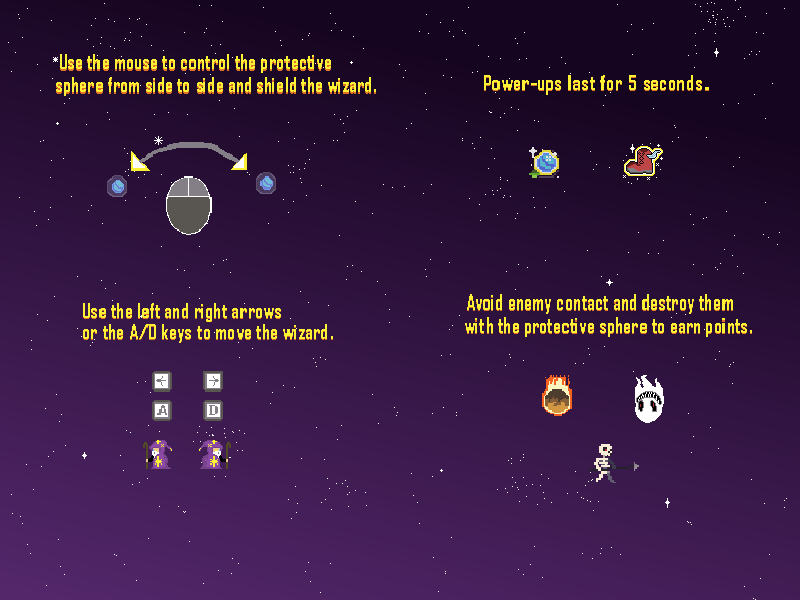 Use the mouse to control the protective
sphere from side to side and shield the wizard.
Power-ups last for 5 seconds.
Use the left and right arrows
or the A/D keys to move the wizard.
A
D
Avoid enemy contact and destroy them
with the protective sphere to earn points.